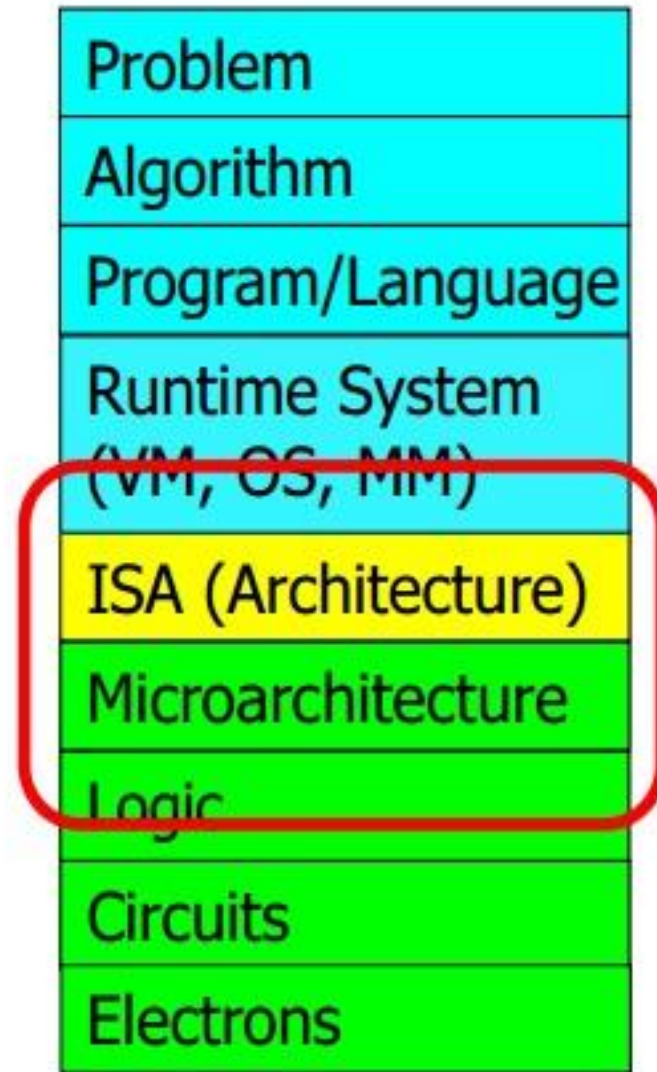 Problem
Algorithm
Program/Language
Runtime System
(VM, OS, MM)
ISA (Architecture)
Microarchitecture
Logic
Circuits
Electrons